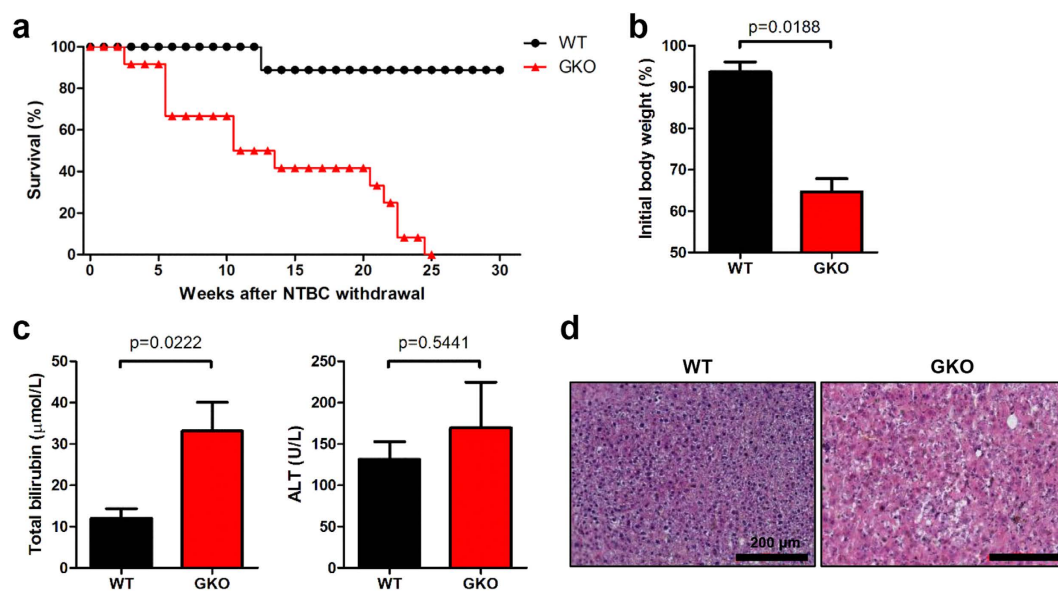 a
100
80
60
40
20
0
Survival (%)
0 5 10 15 20 25 30
Weeks after NTBC withdrawal
WT
GKO
b
p=0.0188
100
90
80
70
60
50
Initial body weight (%)
WT GKO
c
p=0.0222
50
40
30
20
10
0
Total bilirubin (μmol/L)
WT GKO
p=0.5441
250
200
150
100
50
0
ALT (U/L)
WT GKO
d
WT GKO
200 μm